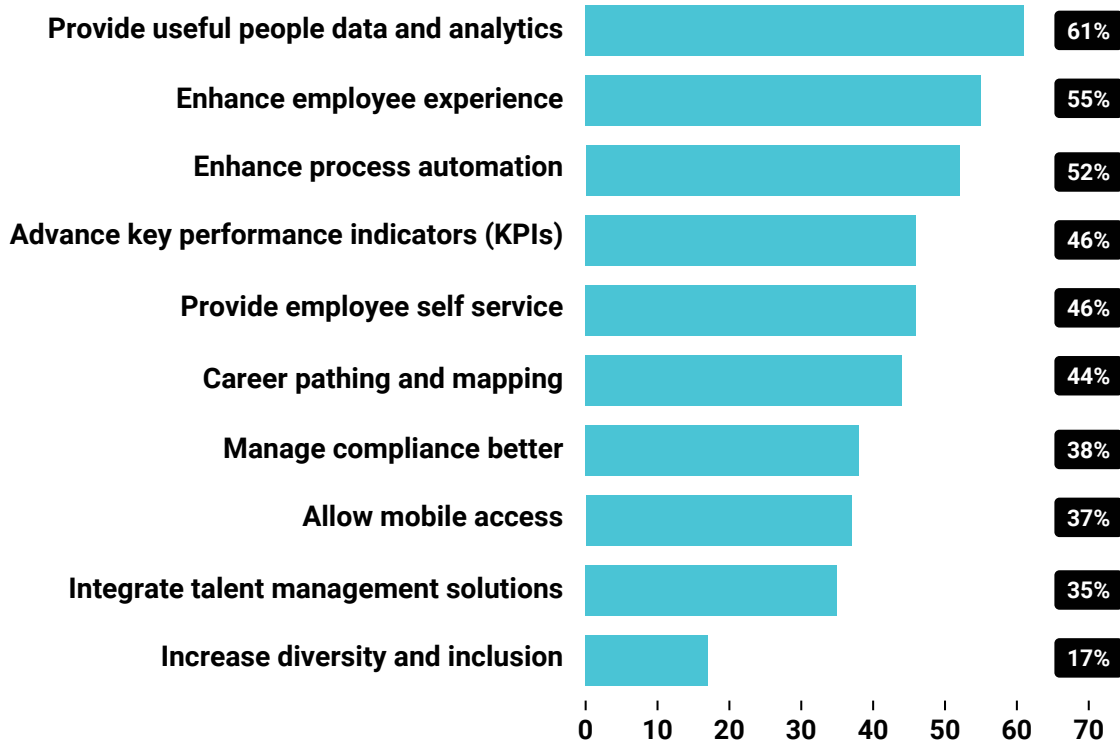 Provide useful people data and analytics 61%
Enhance employee experience 55%
Enhance process automation 52%
Advance key performance indicators (KPIs) 46%
Provide employee self service 46%
Career pathing and mapping 44%
Manage compliance better 38%
Allow mobile access 37%
Integrate talent management solutions 35%
Increase diversity and inclusion 17%
0 10 20 30 40 50 60 70